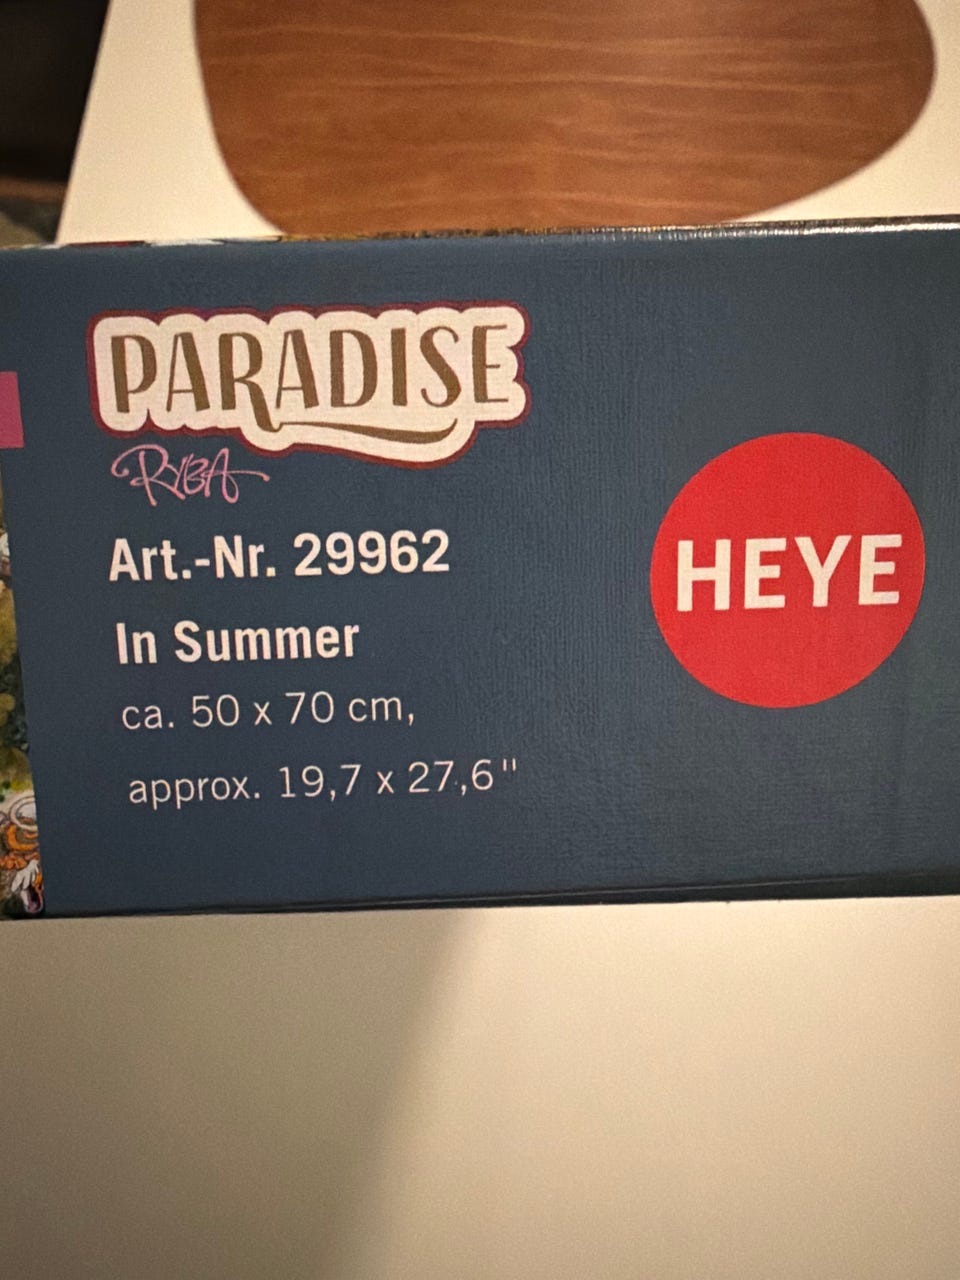 PARADISE
RYBA
Art.-Nr. 29962
In Summer
ca. 50 x 70 cm,
approx. 19,7 x 27,6"
HEYE